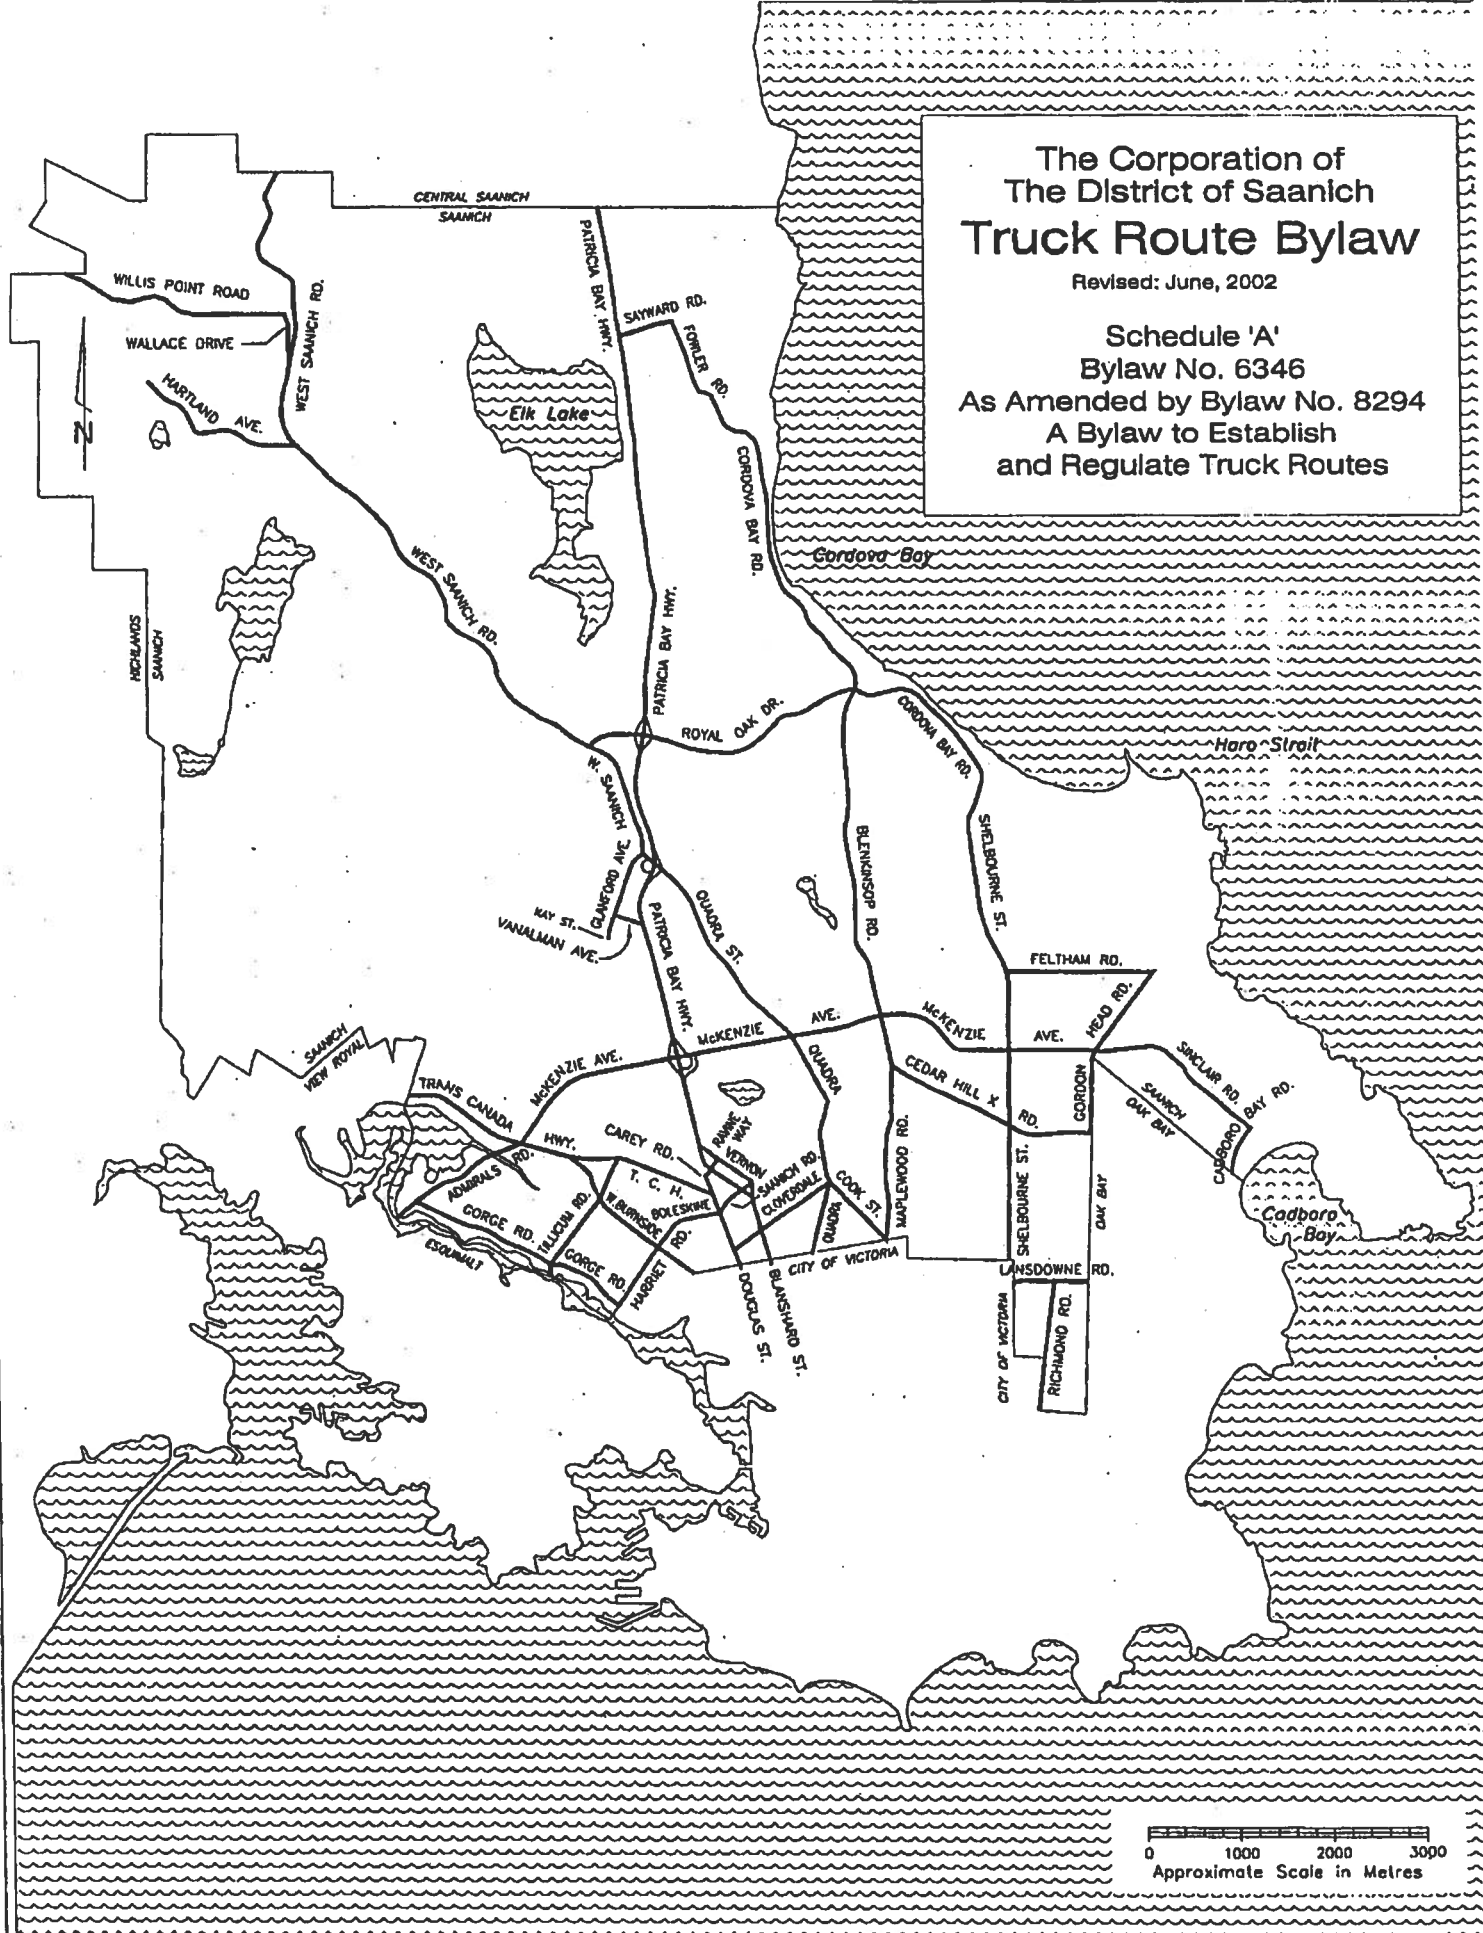 The Corporation of
The District of Saanich
Truck Route Bylaw
Revised: June, 2002
Schedule 'A'
Bylaw No. 6346
As Amended by Bylaw No. 8294
A Bylaw to Establish
and Regulate Truck Routes
CENTRAL SAANICH
SAANICH
PATRICIA BAY HWY.
WILLIS POINT ROAD
WEST SAANICH RD.
SAYWARD RD.
WALLACE DRIVE
FOWLER RD.
HARTLAND AVE.
N
Elk Lake
CORDOVA BAY RD.
Cordova Bay
WEST SAANICH RD.
HIGHLANDS
SAANICH
PATRICIA BAY HWY.
ROYAL OAK DR.
CORDOVA BAY RD.
Haro Strait
W. SAANICH
GLANFORD AVE.
BLENKINSOP RD.
SHELBOURNE ST.
KAY ST.
VANALMAN AVE.
QUADRA ST.
PATRICIA BAY HWY.
FELTHAM RD.
HEAD RD.
McKENZIE AVE.
McKENZIE AVE.
McKENZIE AVE.
SAANICH
VIEW ROYAL
QUADRA
CEDAR HILL X RD.
GORDON
SINCLAIR RD.
SAANICH
OAK BAY
CADBORO BAY RD.
TRANS CANADA HWY.
CAREY RD.
RAVINE WAY
VERNON
SAANICH RD.
CLOVERDALE
COOK ST.
MAPLEWOOD RD.
SHELBOURNE ST.
OAK BAY
ADMIRALS RD.
T. C. H.
W. BURNSIDE RD.
BOLESKINE
TILLICUM RD.
GORGE RD.
GORGE RD.
ESQUIMALT
HARRIET
QUADRA
CITY OF VICTORIA
Cadboro
Bay
DOUGLAS ST.
BLANSHARD ST.
LANSDOWNE RD.
CITY OF VICTORIA
RICHMOND RD.
0 1000 2000 3000
Approximate Scale in Metres